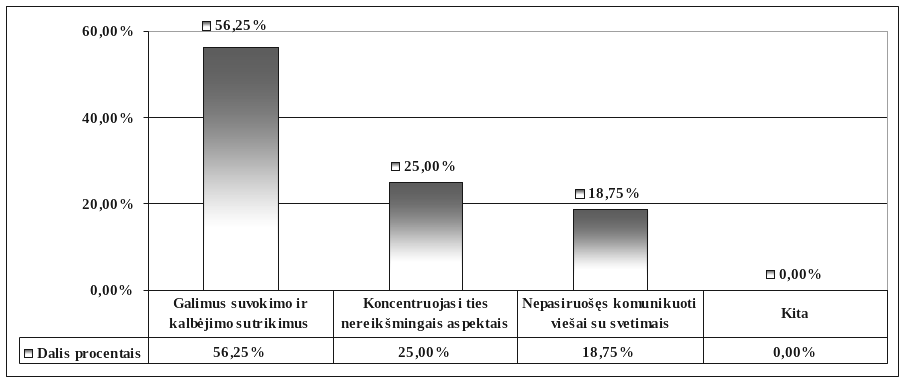 60,00%
40,00%
20,00%
0,00%
56,25%
25,00%
18,75%
0,00%
Galimus suvokimo ir
kalbėjimo sutrikimus
Koncentruojasi ties
nereikšmingais aspektais
Nepasiruošęs komunikuoti
viešai su svetimais
Kita
Dalis procentais
56,25%
25,00%
18,75%
0,00%